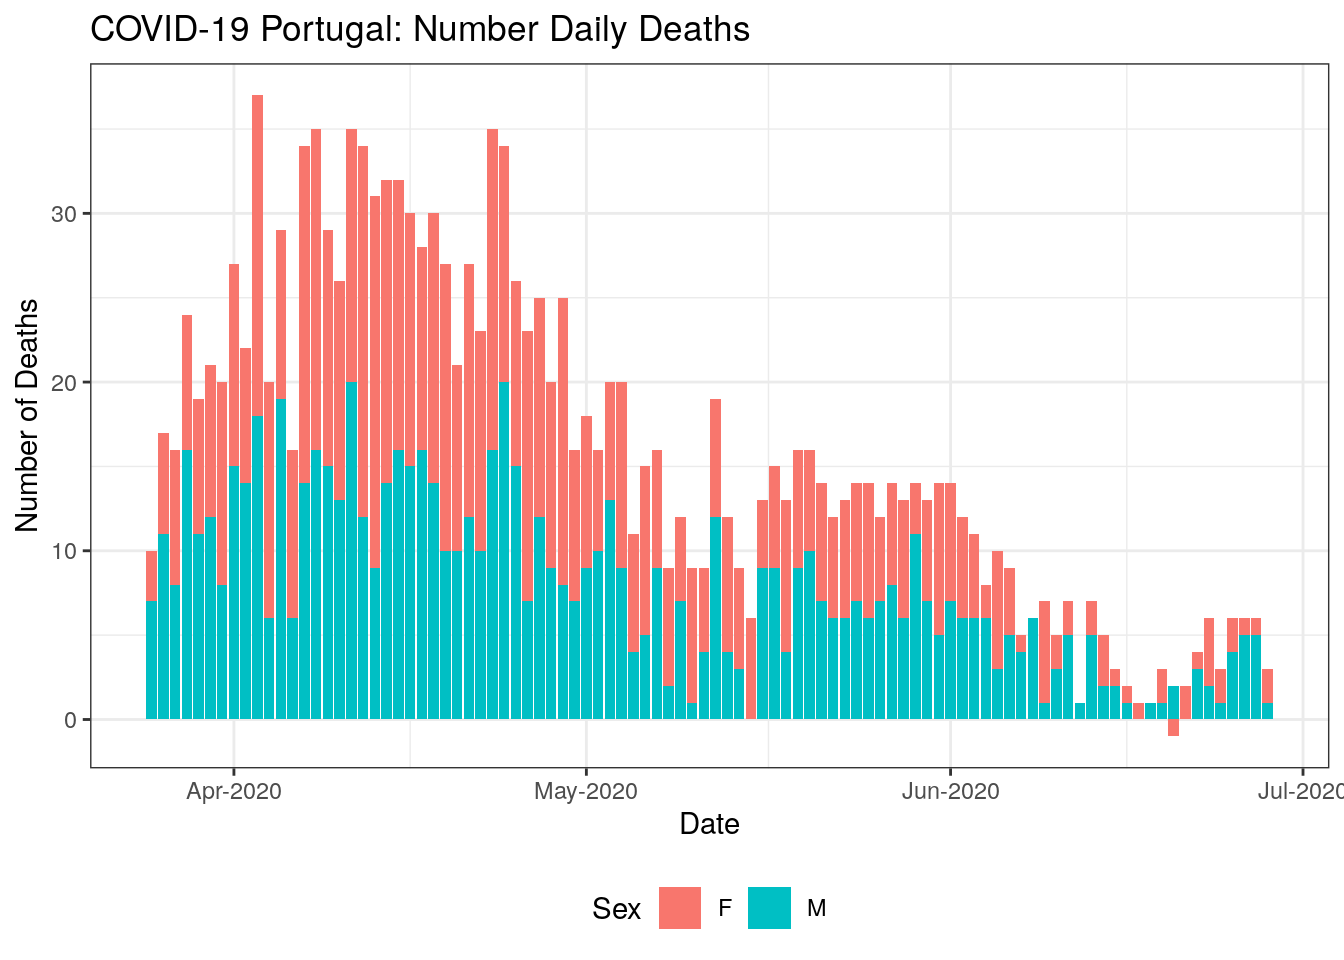 COVID-19 Portugal: Number Daily Deaths
Number of Deaths
30
20
10
0
Apr-2020
May-2020
Jun-2020
Jul-2020
Date
Sex
F
M